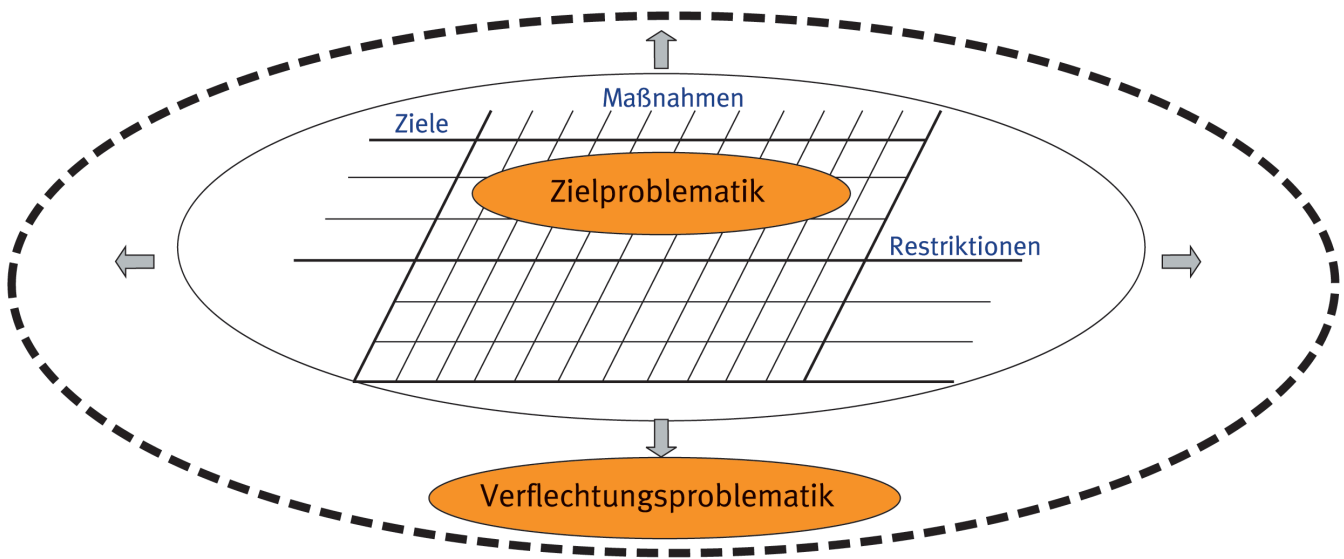 Maßnahmen
Ziele
Zielproblematik
Restriktionen
Verflechtungsproblematik